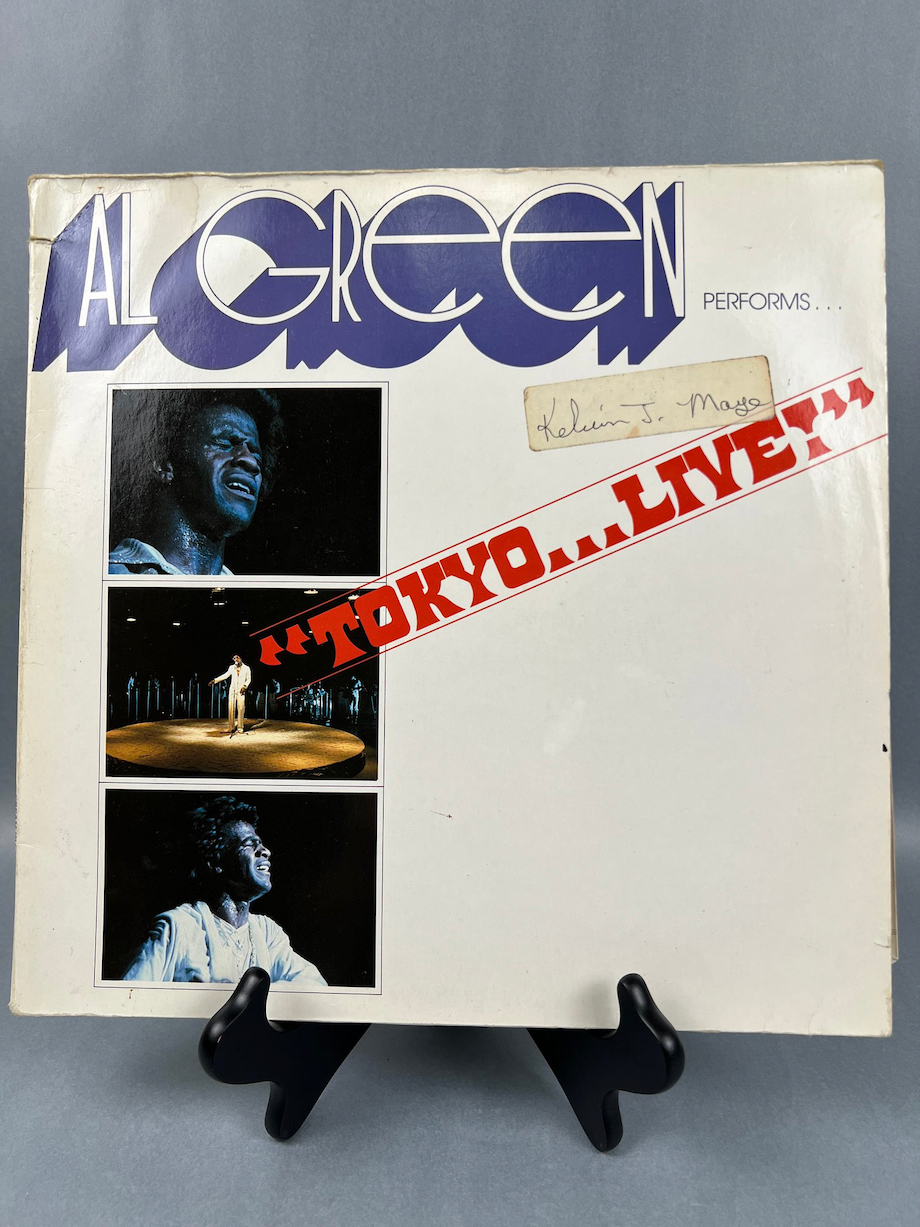 AL GREEN
PERFORMS...
Kelvin J. Maye
"TOKYO...LIVE!"